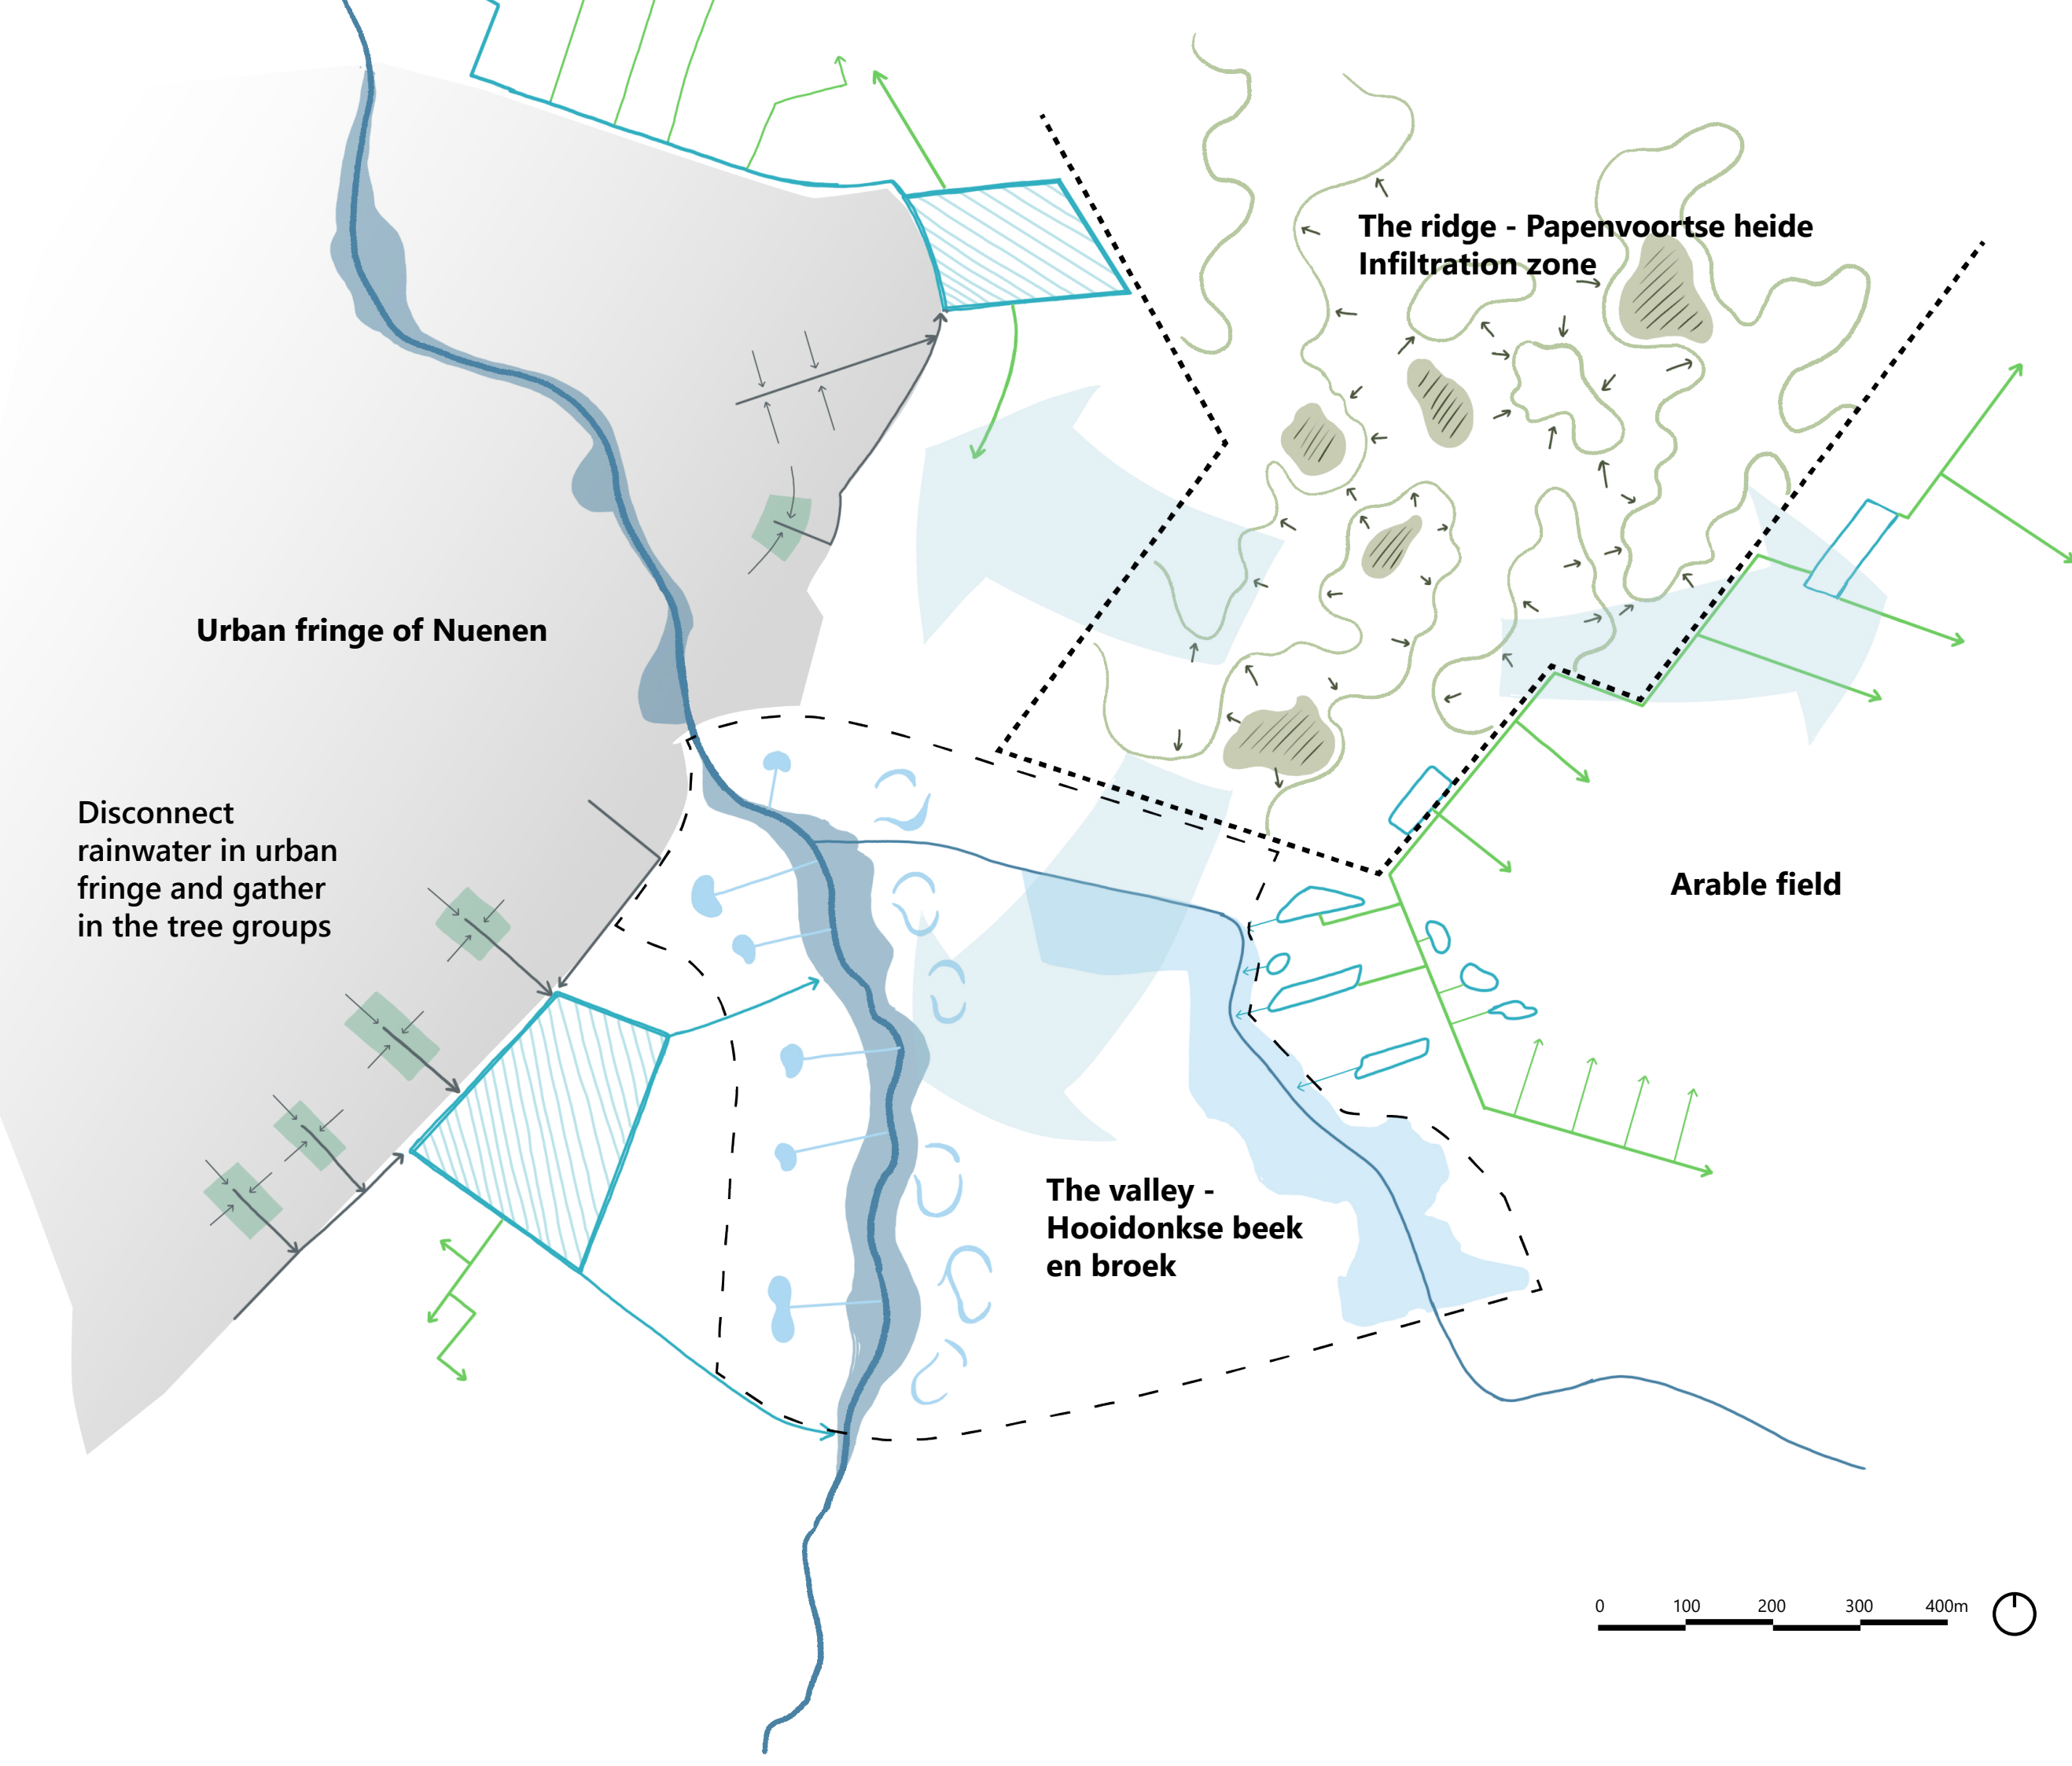 The ridge - Papenvoortse heide
Infiltration zone
Urban fringe of Nuenen
Disconnect
rainwater in urban
fringe and gather
in the tree groups
Arable field
The valley -
Hooidonkse beek
en broek
0 100 200 300 400m